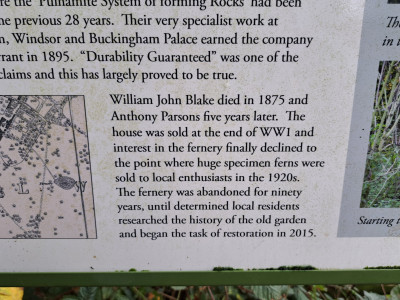 the "Pulhamite System of forming Rocks" had been
he previous 28 years. Their very specialist work at
m, Windsor and Buckingham Palace earned the company
rrant in 1895. "Durability Guaranteed" was one of the
claims and this has largely proved to be true.
William John Blake died in 1875 and
Anthony Parsons five years later. The
house was sold at the end of WW1 and
interest in the fernery finally declined to
the point where huge specimen ferns were
sold to local enthusiasts in the 1920s.
The fernery was abandoned for ninety
years, until determined local residents
researched the history of the old garden
and began the task of restoration in 2015.
The
in t
Starting t